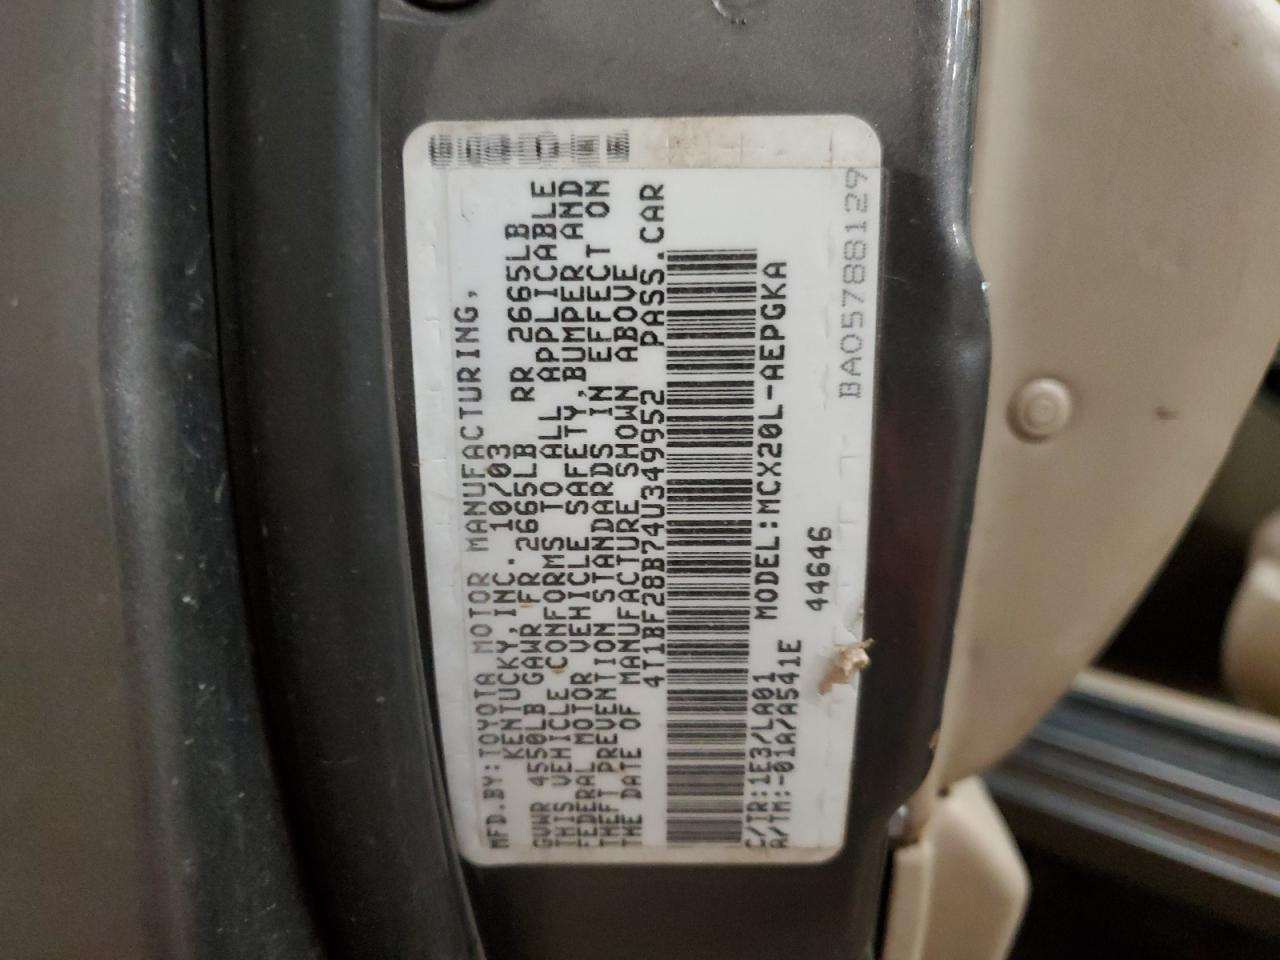 MFD.BY:TOYOTA MOTOR MANUFACTURING,
KENTUCKY,INC. 10/03
GVWR 4550LB GAWR FR 2665LB RR 2665LB
THIS VEHICLE CONFORMS TO ALL APPLICABLE
FEDERAL MOTOR VEHICLE SAFETY,BUMPER AND
THEFT PREVENTION STANDARDS IN EFFECT ON
THE DATE OF MANUFACTURE SHOWN ABOVE
4T1BF28B74U349952 PASS.CAR
C/TR:1E3/LA01 MODEL:MCX20L-AEPGKA
A/TM:-01A/A541E
44646
BA05788129